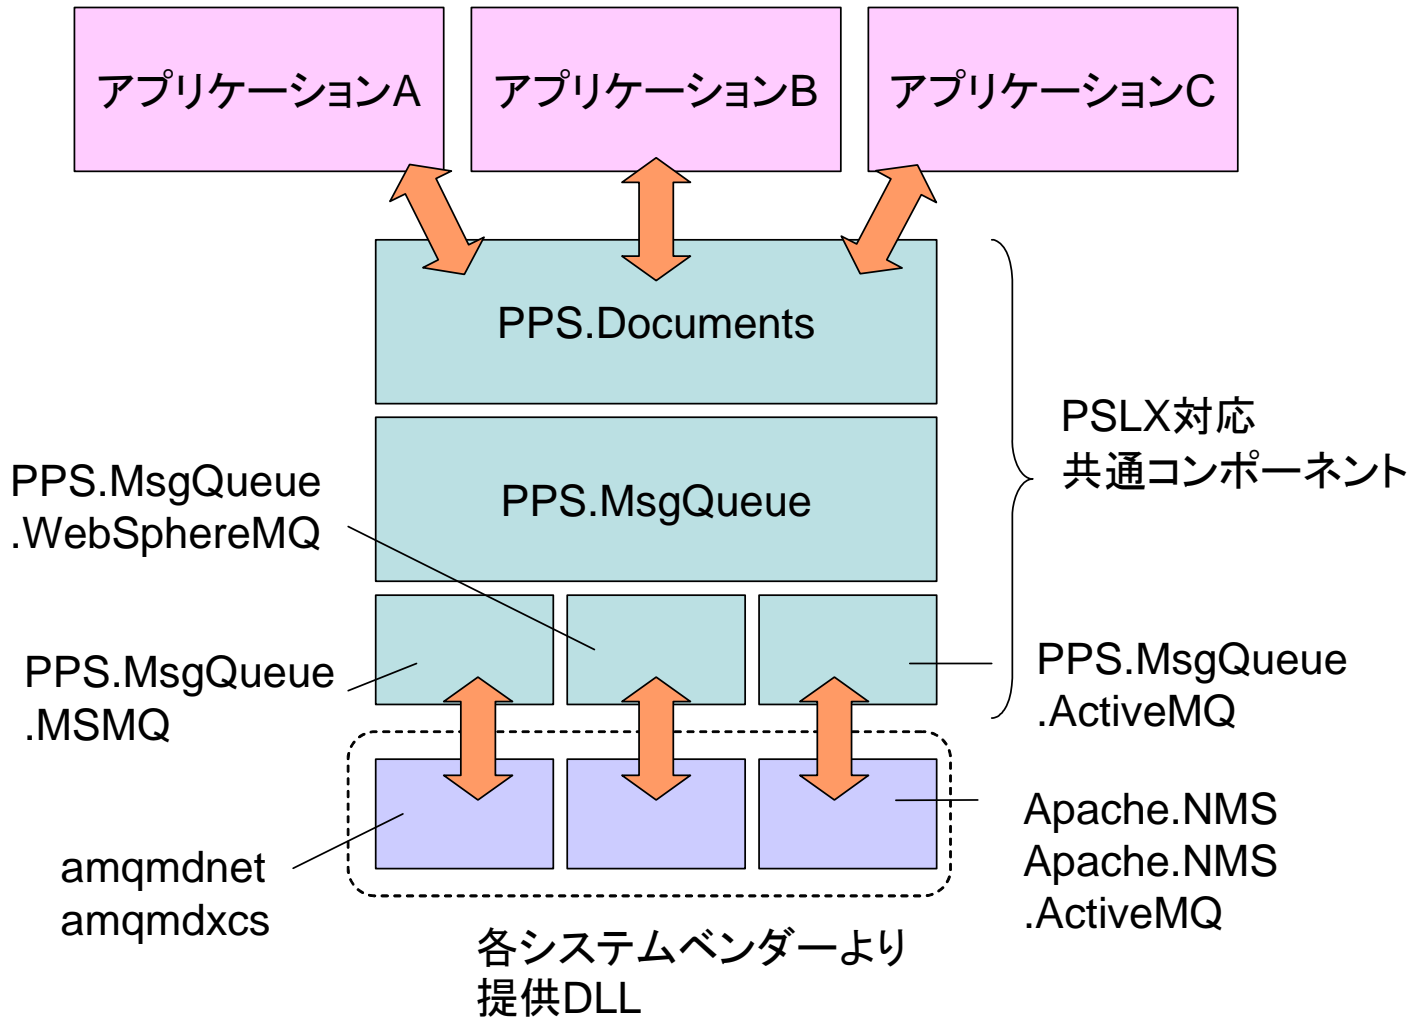 アプリケーションA
アプリケーションB
アプリケーションC
PPS.Documents
PSLX対応
共通コンポーネント
PPS.MsgQueue
.WebSphereMQ
PPS.MsgQueue
PPS.MsgQueue
.MSMQ
PPS.MsgQueue
.ActiveMQ
amqmdnet
amqmdxcs
Apache.NMS
Apache.NMS
.ActiveMQ
各システムベンダーより
提供DLL